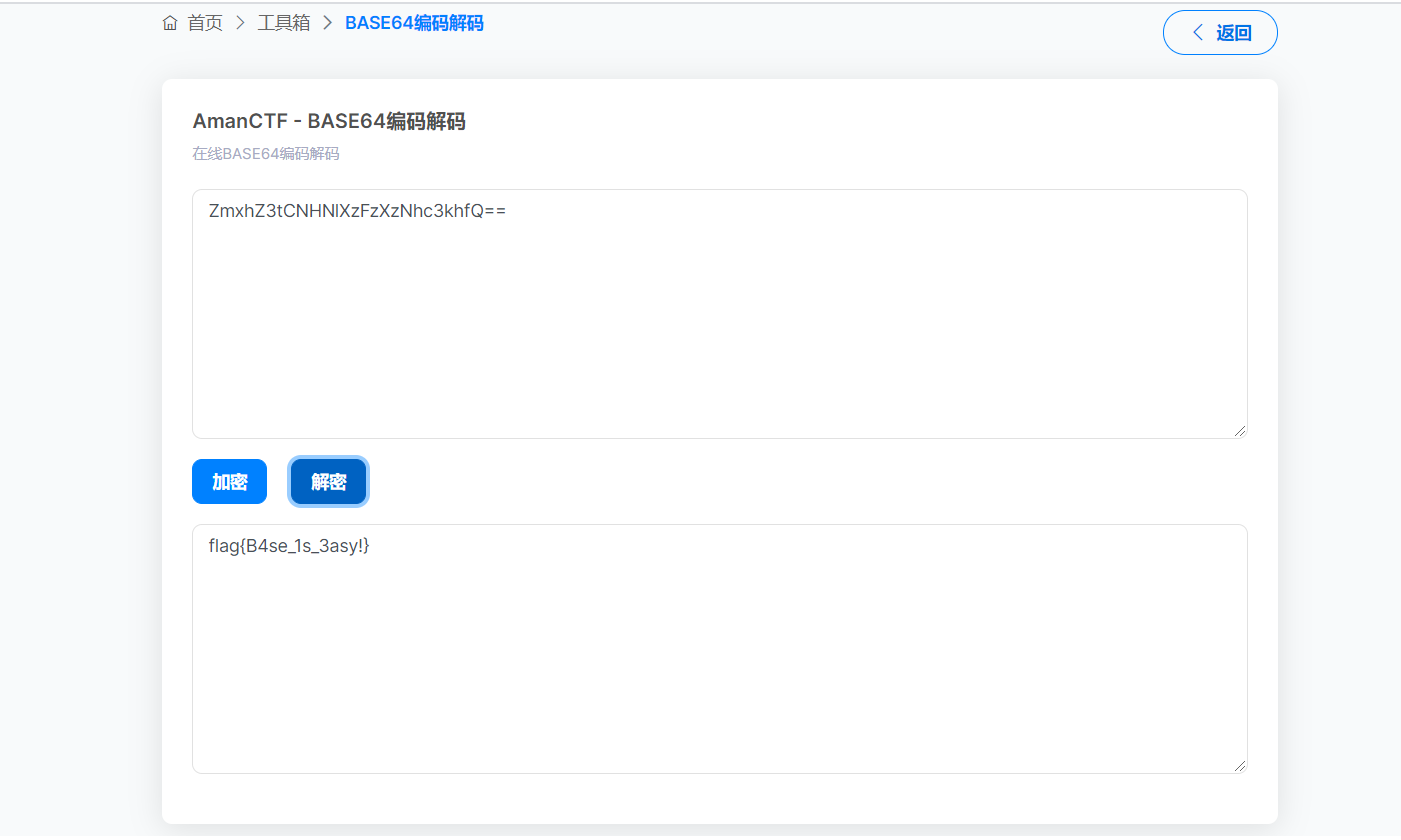 首页 > 工具箱 > BASE64编码解码
返回
AmanCTF - BASE64编码解码
在线BASE64编码解码
ZmxhZ3tCNHNlXzFzXzNhc3khfQ==
加密 解密
flag{B4se_1s_3asy!}